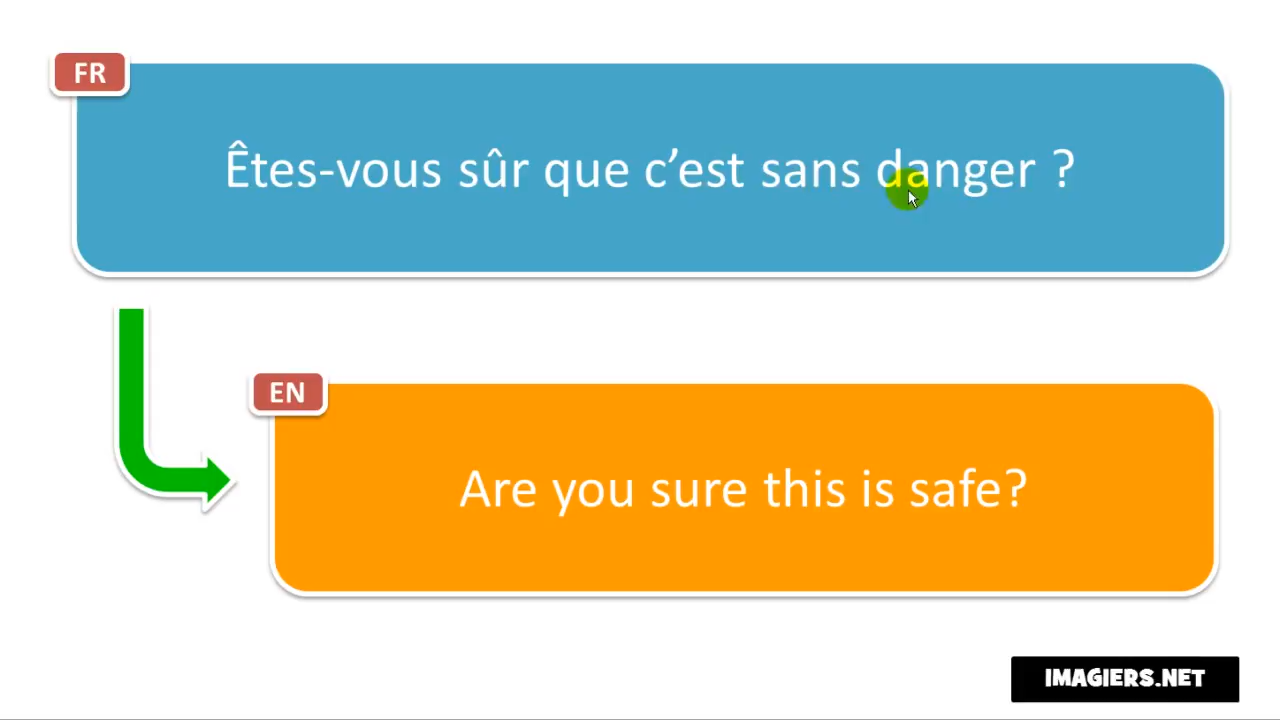 FR
Êtes-vous sûr que c’est sans danger ?
EN
Are you sure this is safe?
IMAGIERS.NET